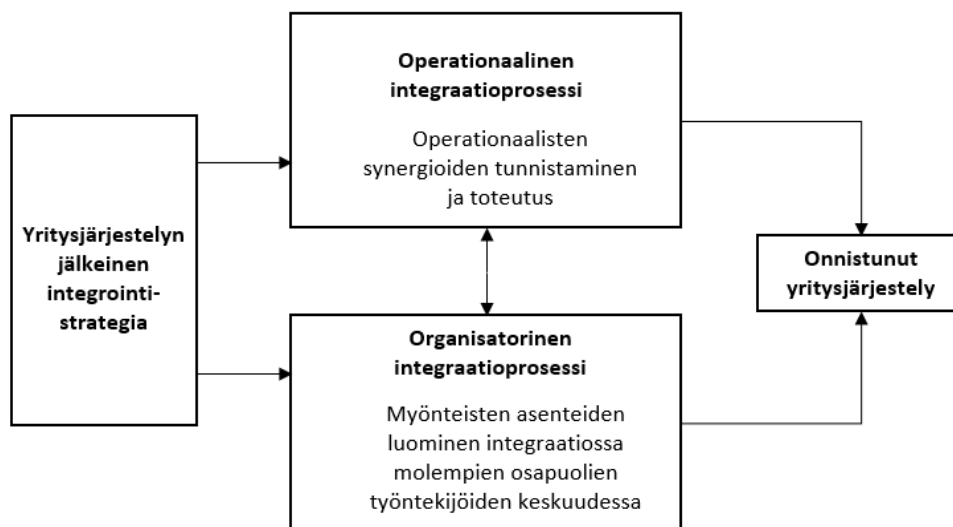 Yritysjärjestelyn
jälkeinen
integrointi-
strategia
Operationaalinen
integraatioprosessi
Operationaalisten
synergioiden tunnistaminen
ja toteutus
Organisatorinen
integraatioprosessi
Myönteisten asenteiden
luominen integraatiossa
molempien osapuolien
työntekijöiden keskuudessa
Onnistunut
yritysjärjestely